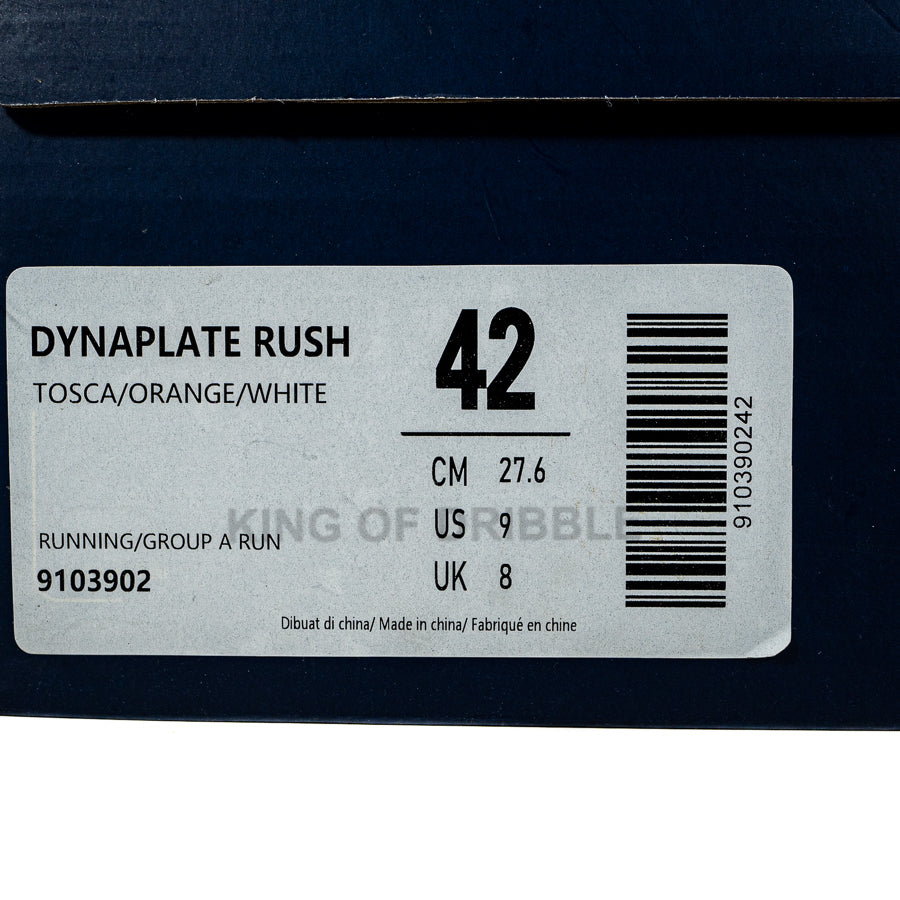 DYNAPLATE RUSH
TOSCA/ORANGE/WHITE
42
CM 27.6
US 9
UK 8
KING OF DRIBBLE
RUNNING/GROUP A RUN
9103902
Dibuat di china/ Made in china/ Fabriqué en chine
910390242